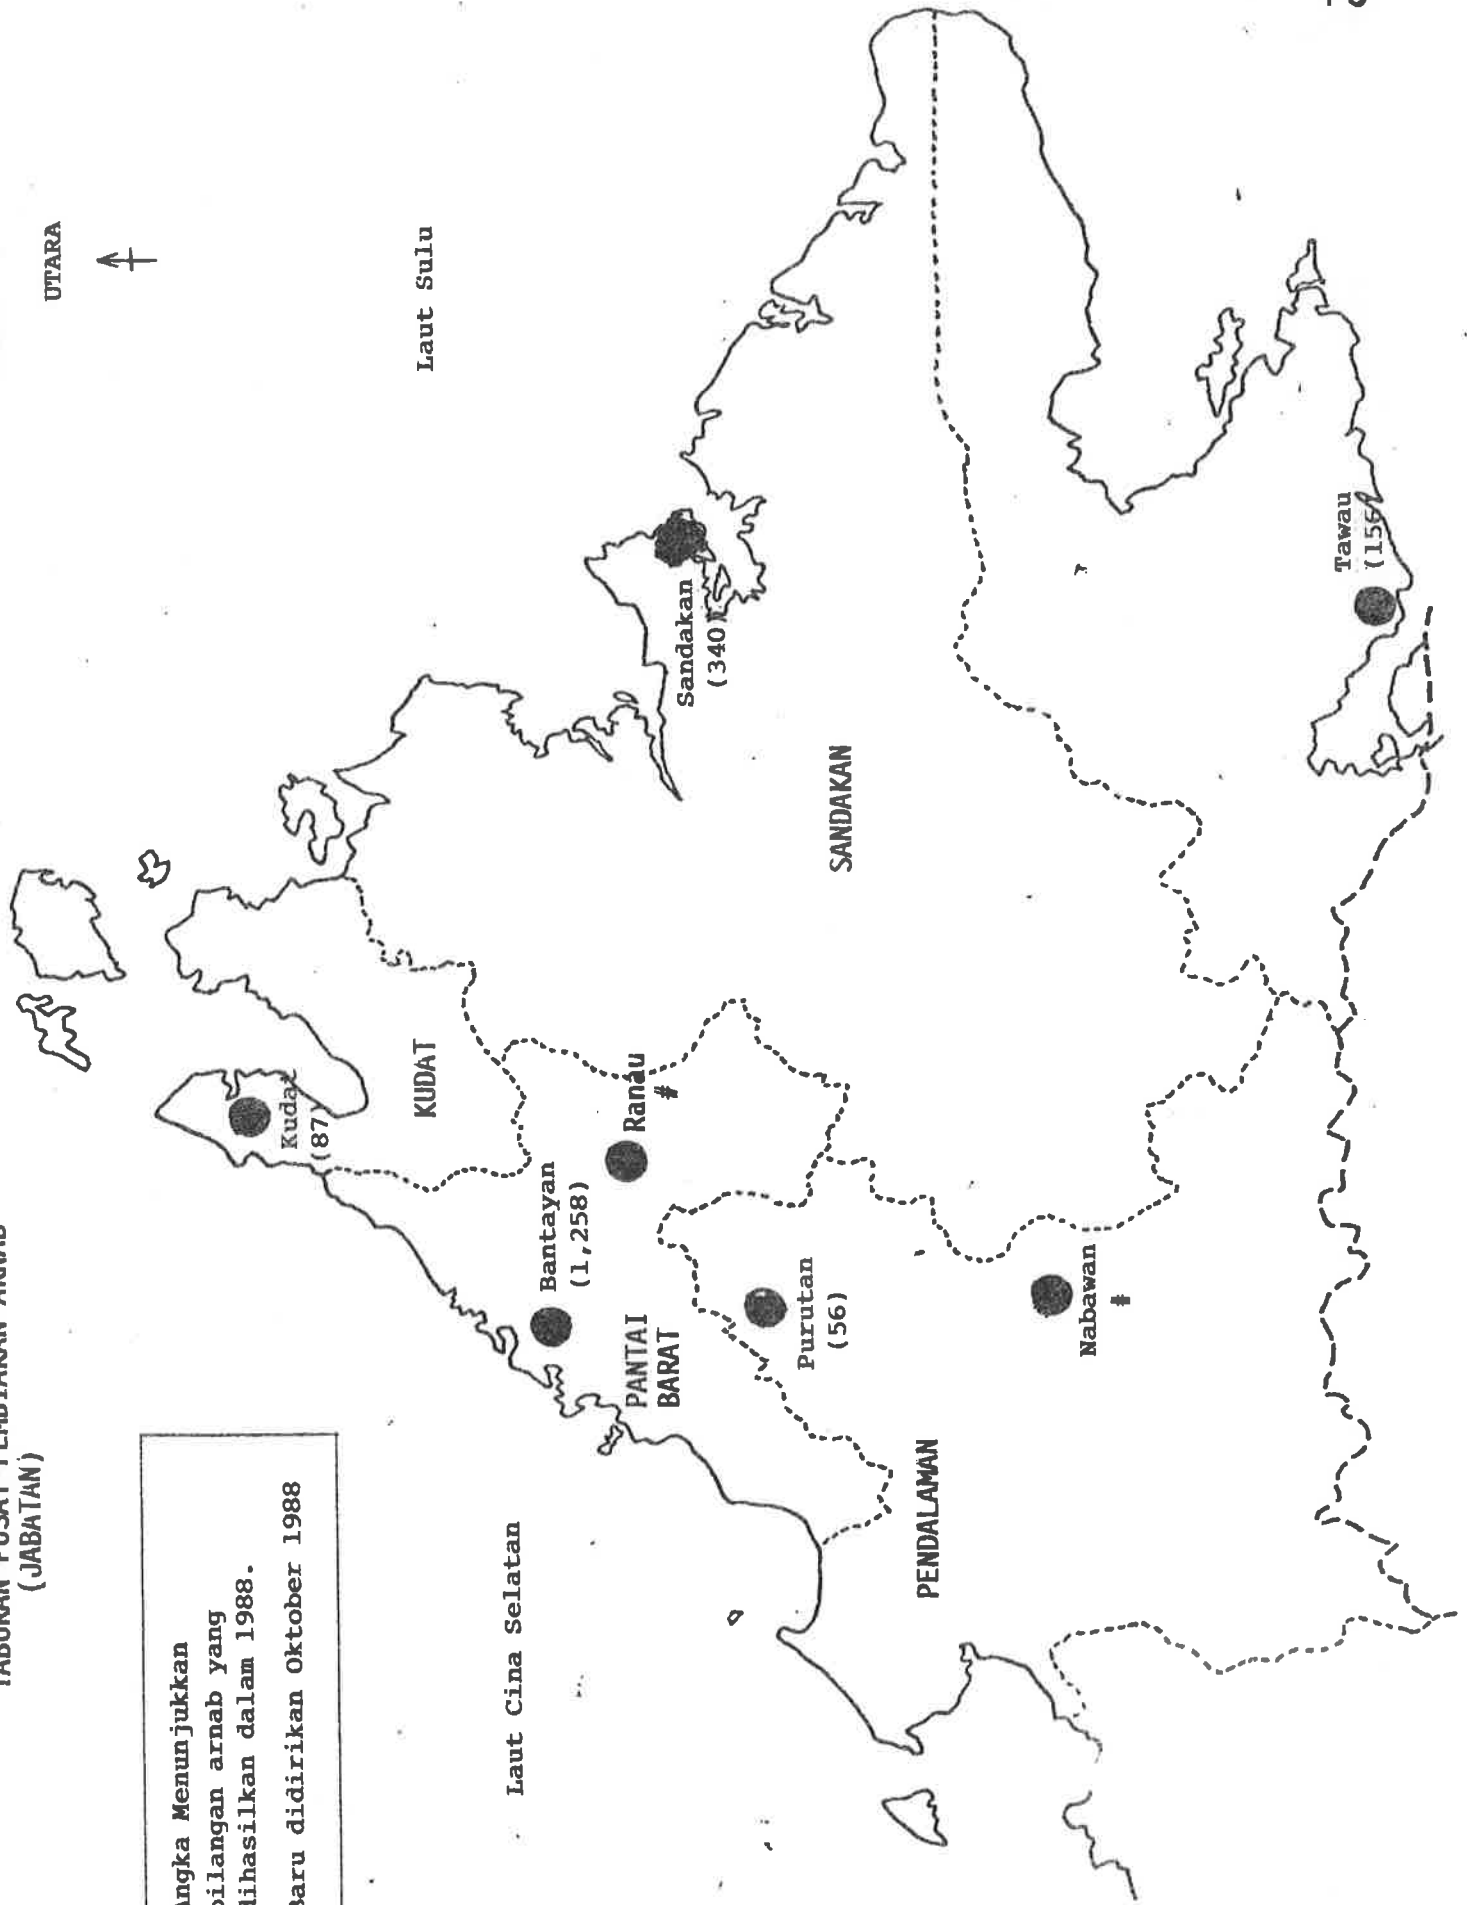 TABURAN PUSAT PEMBIAKAN ARNAB
(JABATAN)
UTARA
Angka Menunjukkan
bilangan arnab yang
dihasilkan dalam 1988.
Baru didirikan Oktober 1988
Laut Sulu
Laut Cina Selatan
Kudat
(87)
KUDAT
Bantayan
(1,258)
Ranau
#
PANTAI
BARAT
Sandakan
(340)
SANDAKAN
Purutan
(56)
PENDALAMAN
Nabawan
#
Tawau
(156